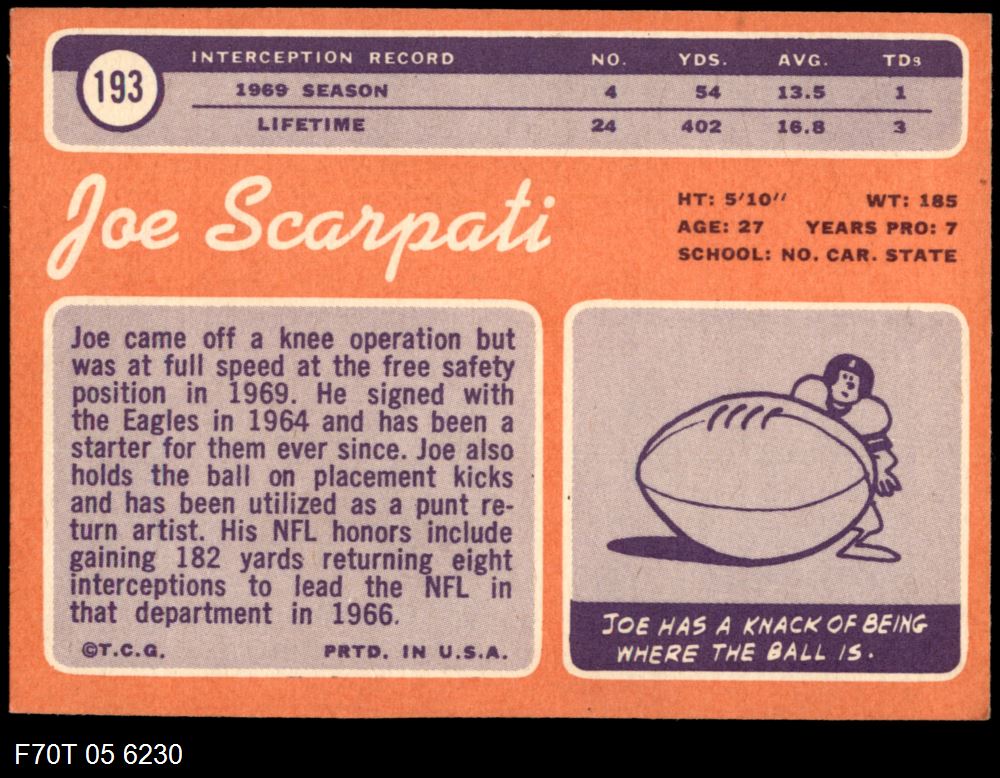 193
INTERCEPTION RECORD NO. YDS. AVG. TDs
1969 SEASON 4 54 13.5 1
LIFETIME 24 402 16.8 3
Joe Scarpati
HT: 5'10" WT: 185
AGE: 27 YEARS PRO: 7
SCHOOL: NO. CAR. STATE
Joe came off a knee operation but
was at full speed at the free safety
position in 1969. He signed with
the Eagles in 1964 and has been a
starter for them ever since. Joe also
holds the ball on placement kicks
and has been utilized as a punt re-
turn artist. His NFL honors include
gaining 182 yards returning eight
interceptions to lead the NFL in
that department in 1966.
©T.C.G. PRTD. IN U.S.A.
JOE HAS A KNACK OF BEING
WHERE THE BALL IS.
F70T 05 6230